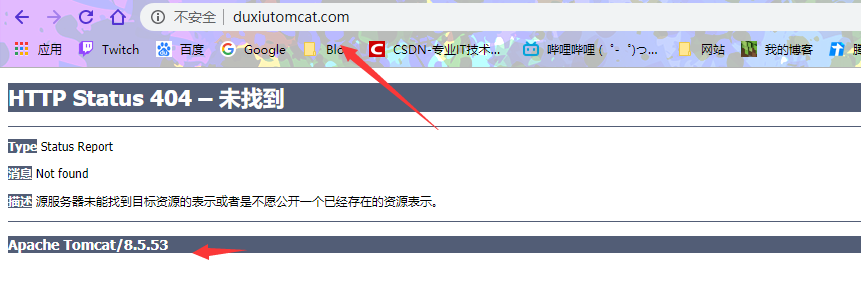 不安全 | duxiutomcat.com
应用 Twitch 百度 Google Blo CSDN-专业IT技术... 哔哩哔哩 ( ゜- ゜)つ... 网站 我的博客
HTTP Status 404 – 未找到
Type Status Report
消息 Not found
描述 源服务器未能找到目标资源的表示或者是不愿公开一个已经存在的资源表示。
Apache Tomcat/8.5.53